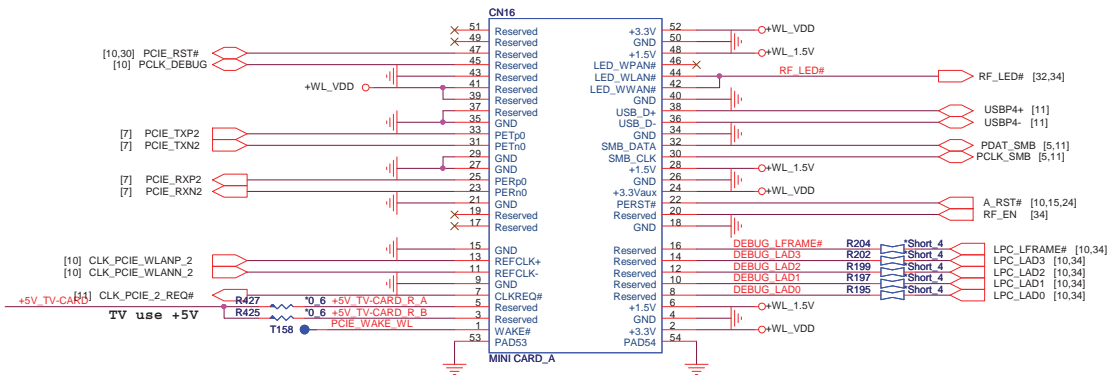 CN16
51 Reserved +3.3V 52 +WL_VDD
49 Reserved GND 50
[10,30] PCIE_RST# 47 Reserved +1.5V 48 +WL_1.5V
[10] PCLK_DEBUG 45 Reserved LED_WPAN# 46
43 Reserved LED_WLAN# 44 RF_LED# RF_LED# [32,34]
+WL_VDD 41 Reserved LED_WWAN# 42
39 Reserved GND 40
37 Reserved USB_D+ 38 USBP4+ [11]
35 GND USB_D- 36 USBP4- [11]
[7] PCIE_TXP2 33 PETp0 GND 34
[7] PCIE_TXN2 31 PETn0 SMB_DATA 32 PDAT_SMB [5,11]
29 GND SMB_CLK 30 PCLK_SMB [5,11]
27 GND +1.5V 28 +WL_1.5V
[7] PCIE_RXP2 25 PERp0 GND 26
[7] PCIE_RXN2 23 PERn0 +3.3Vaux 24 +WL_VDD
21 GND PERST# 22 A_RST# [10,15,24]
19 Reserved Reserved 20 RF_EN [34]
17 Reserved GND 18
15 GND Reserved 16 DEBUG_LFRAME# R204 *Short_4 LPC_LFRAME# [10,34]
[10] CLK_PCIE_WLANP_2 13 REFCLK+ Reserved 14 DEBUG_LAD3 R202 *Short_4 LPC_LAD3 [10,34]
[10] CLK_PCIE_WLANN_2 11 REFCLK- Reserved 12 DEBUG_LAD2 R199 *Short_4 LPC_LAD2 [10,34]
9 GND Reserved 10 DEBUG_LAD1 R197 *Short_4 LPC_LAD1 [10,34]
[11] CLK_PCIE_2_REQ# 7 CLKREQ# Reserved 8 DEBUG_LAD0 R195 *Short_4 LPC_LAD0 [10,34]
+5V_TV-CARD R427 *0_6 +5V_TV-CARD_R_A 5 Reserved +1.5V 6 +WL_1.5V
TV use +5V R425 *0_6 +5V_TV-CARD_R_B 3 Reserved GND 4
T158 PCIE_WAKE_WL 1 WAKE# +3.3V 2 +WL_VDD
53 PAD53 PAD54 54
MINI CARD_A